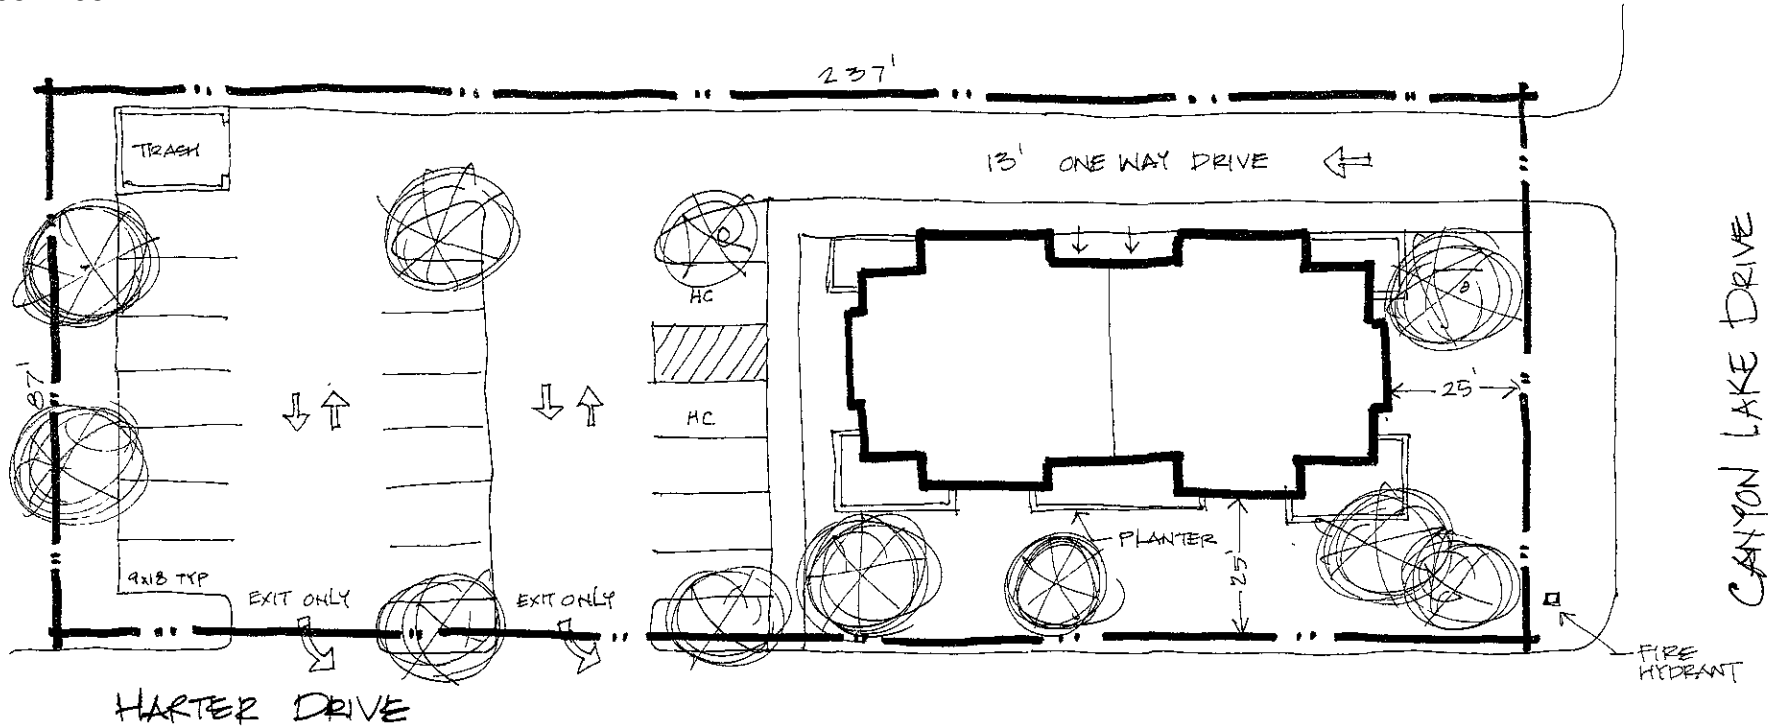 237'
TRASH
13' ONE WAY DRIVE
HC
87'
25'
HC
CANYON LAKE DRIVE
PLANTER
25'
9x18 TYP
EXIT ONLY
EXIT ONLY
FIRE
HYDRANT
HARTER DRIVE